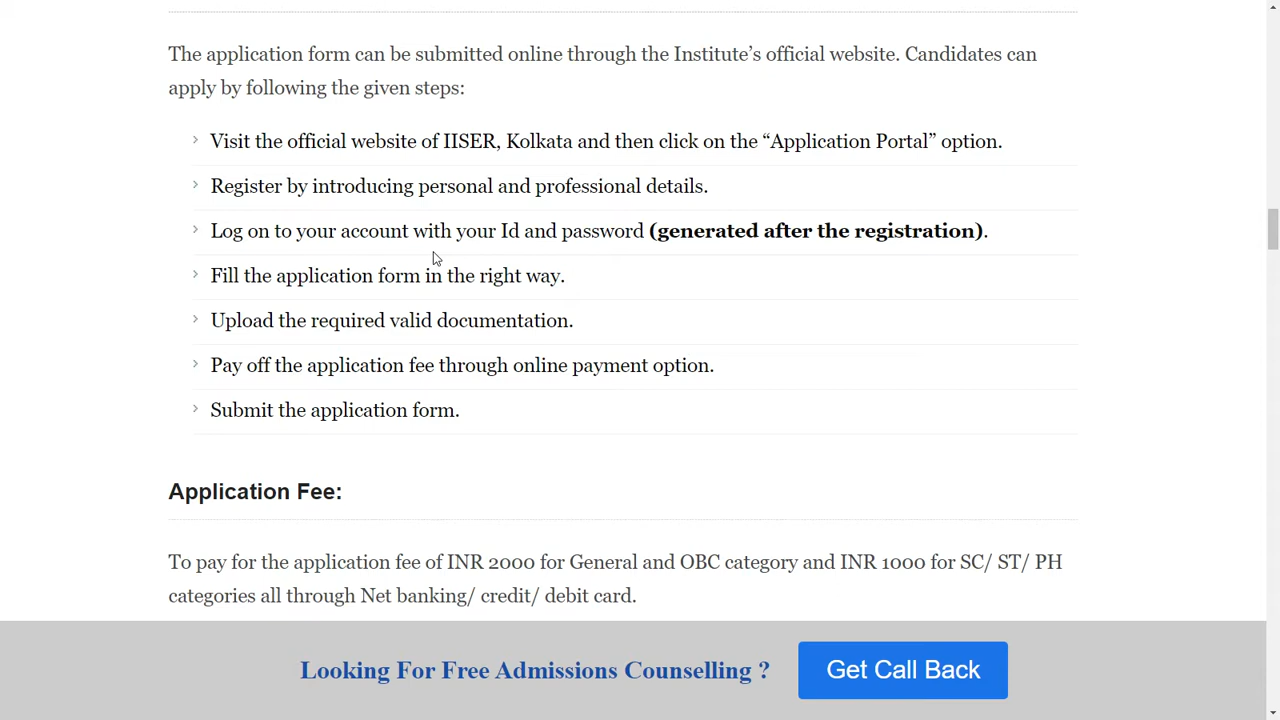 The application form can be submitted online through the Institute’s official website. Candidates can
apply by following the given steps:
Visit the official website of IISER, Kolkata and then click on the “Application Portal” option.
Register by introducing personal and professional details.
Log on to your account with your Id and password (generated after the registration).
Fill the application form in the right way.
Upload the required valid documentation.
Pay off the application fee through online payment option.
Submit the application form.
Application Fee:
To pay for the application fee of INR 2000 for General and OBC category and INR 1000 for SC/ ST/ PH
categories all through Net banking/ credit/ debit card.
Looking For Free Admissions Counselling ?
Get Call Back